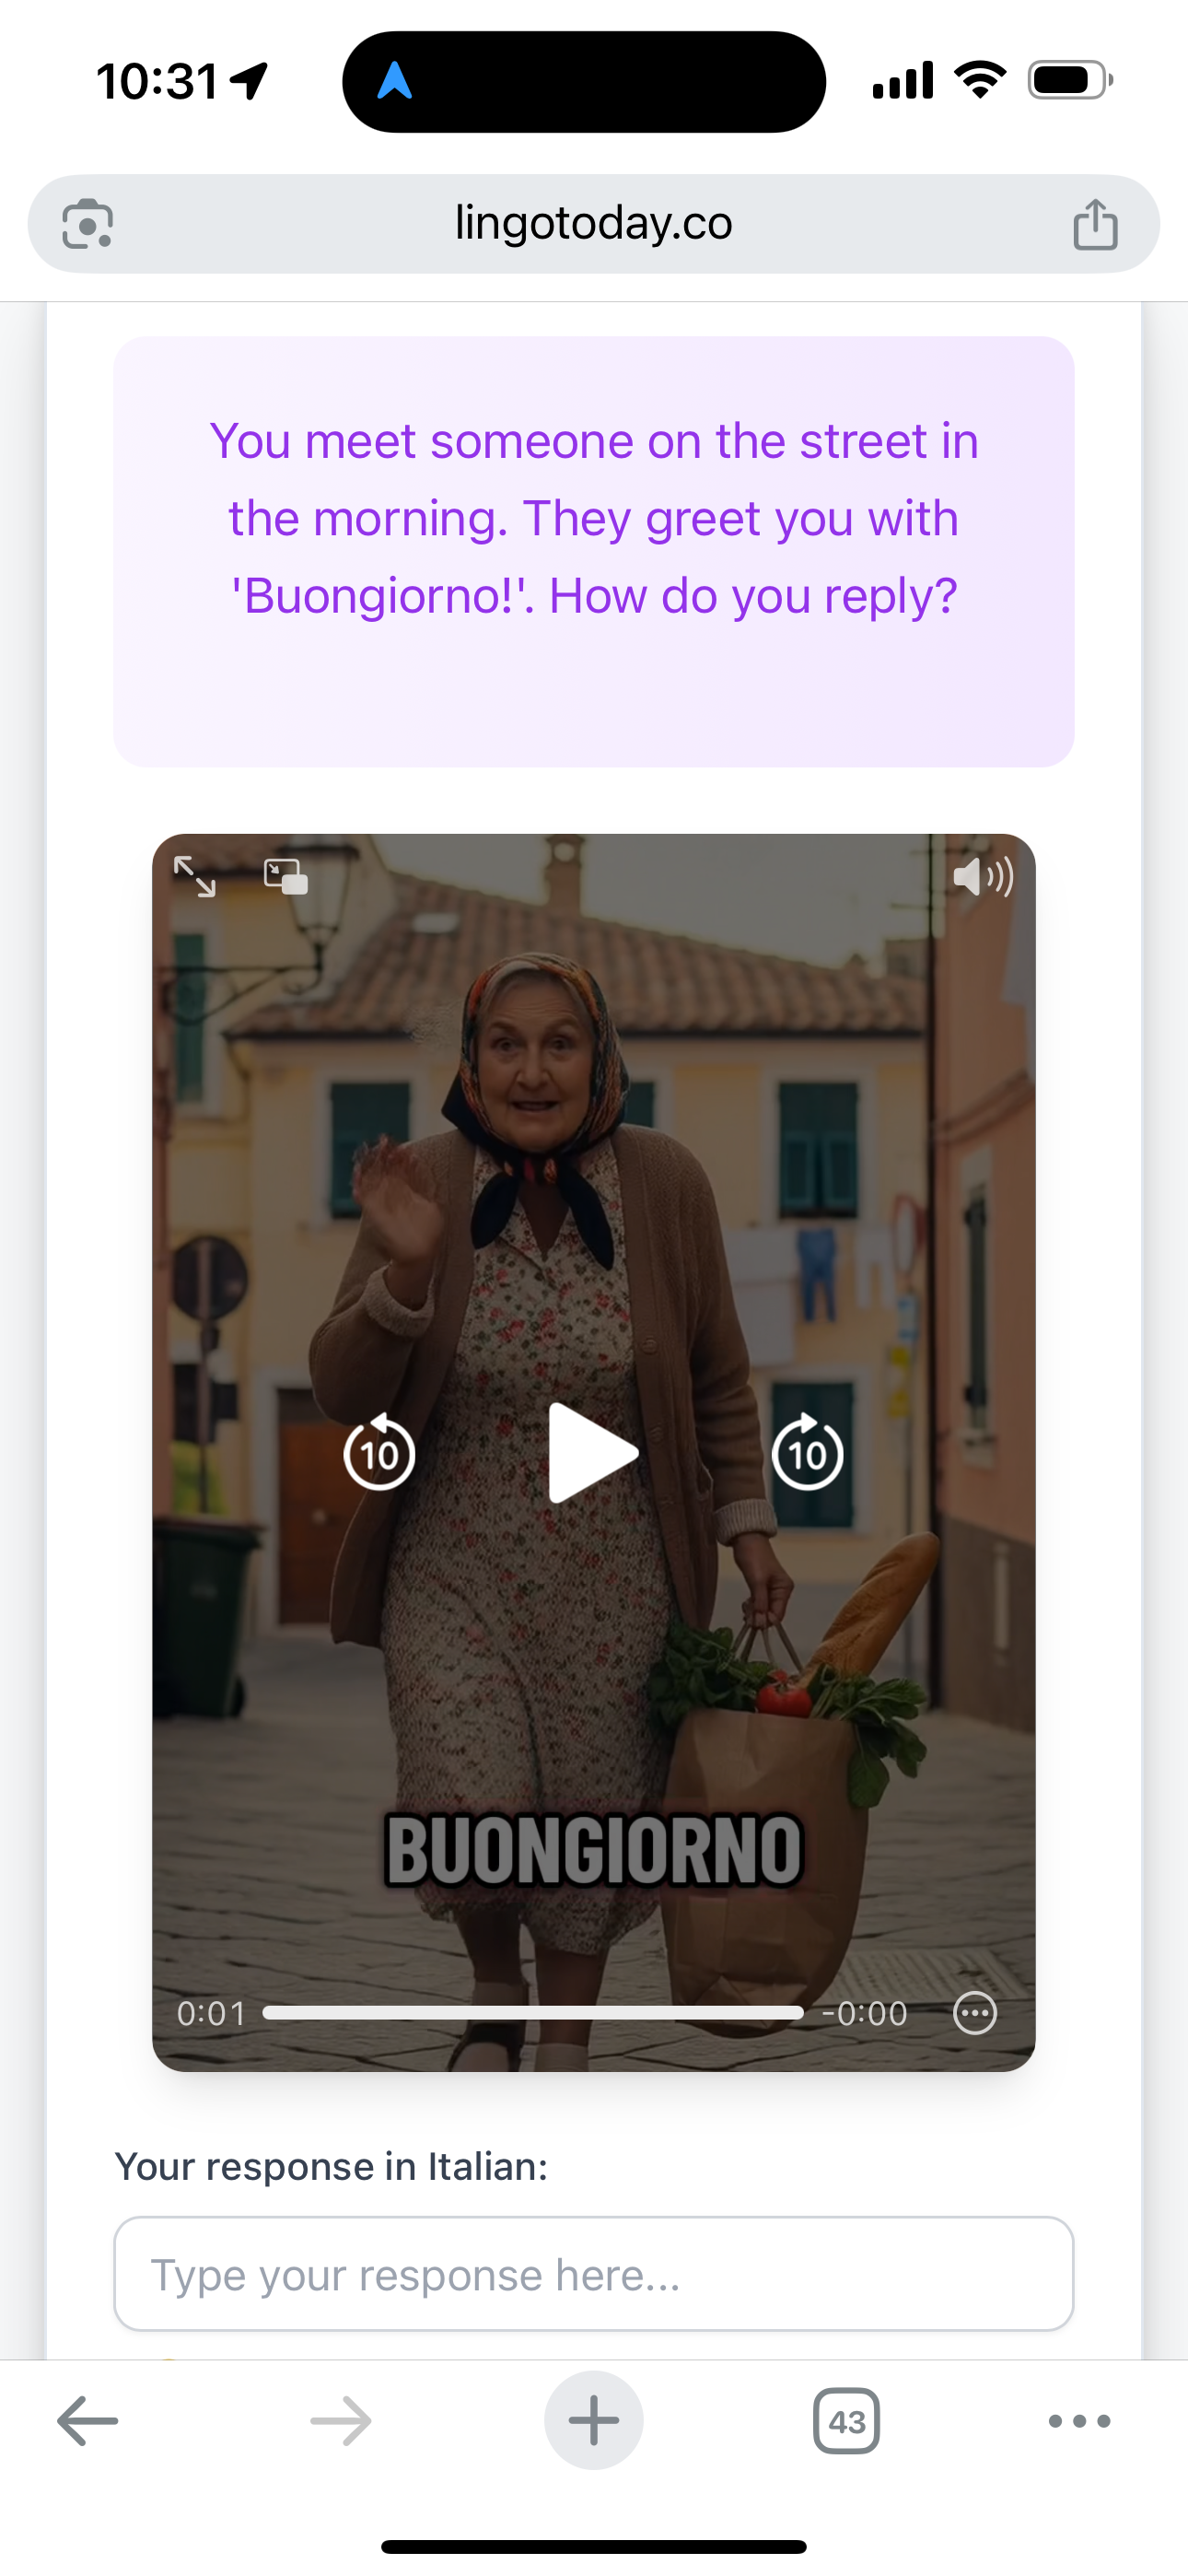 10:31
lingotoday.co
You meet someone on the street in
the morning. They greet you with
'Buongiorno!'. How do you reply?
10
10
BUONGIORNO
0:01
-0:00
Your response in Italian:
Type your response here...
43